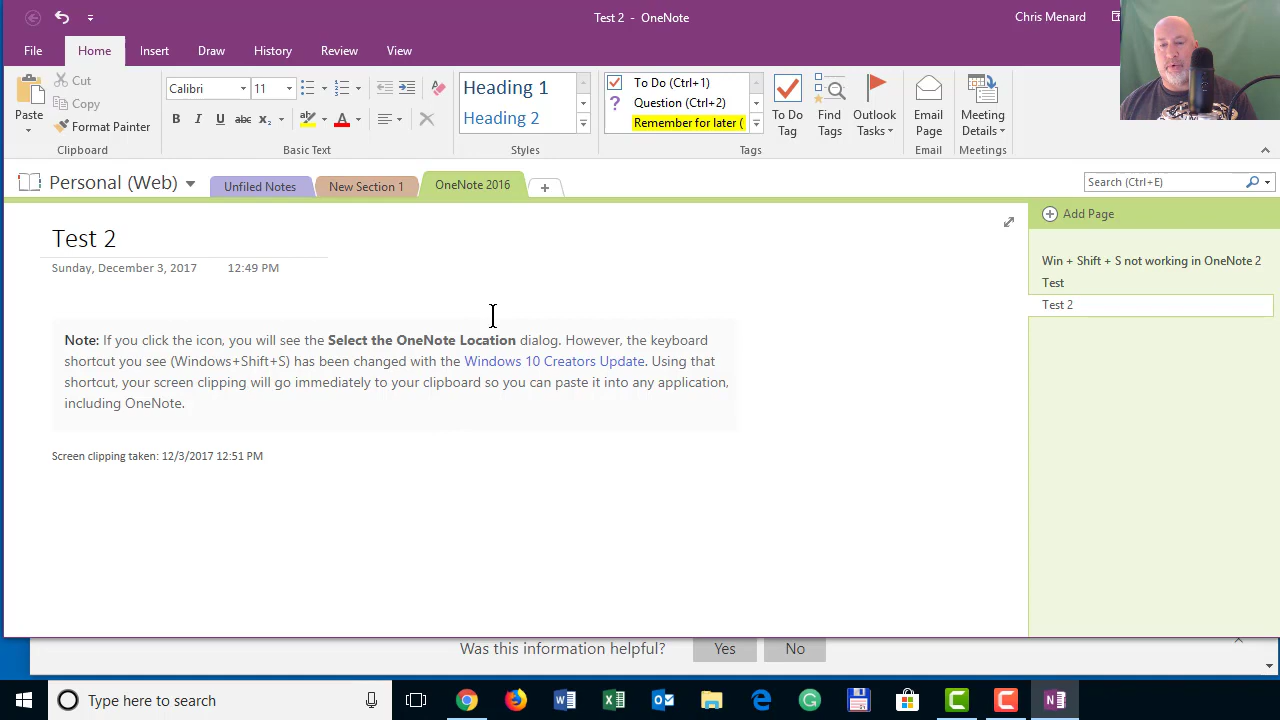 Test 2 - OneNote
Chris Menard
File Home Insert Draw History Review View
Paste
Cut
Copy
Format Painter
Clipboard
Calibri 11
B I U abc X₂ A
Basic Text
Heading 1
Heading 2
Styles
To Do (Ctrl+1)
? Question (Ctrl+2)
Remember for later (
Tags
To Do
Tag
Find
Tags
Outlook
Tasks
Email
Page
Email
Meeting
Details
Meetings
Personal (Web) Unfiled Notes New Section 1 OneNote 2016 +
Search (Ctrl+E)
Add Page
Win + Shift + S not working in OneNote 2
Test
Test 2
Test 2
Sunday, December 3, 2017 12:49 PM
Note: If you click the icon, you will see the Select the OneNote Location dialog. However, the keyboard
shortcut you see (Windows+Shift+S) has been changed with the Windows 10 Creators Update. Using that
shortcut, your screen clipping will go immediately to your clipboard so you can paste it into any application,
including OneNote.
Screen clipping taken: 12/3/2017 12:51 PM
Was this information helpful? Yes No
Type here to search